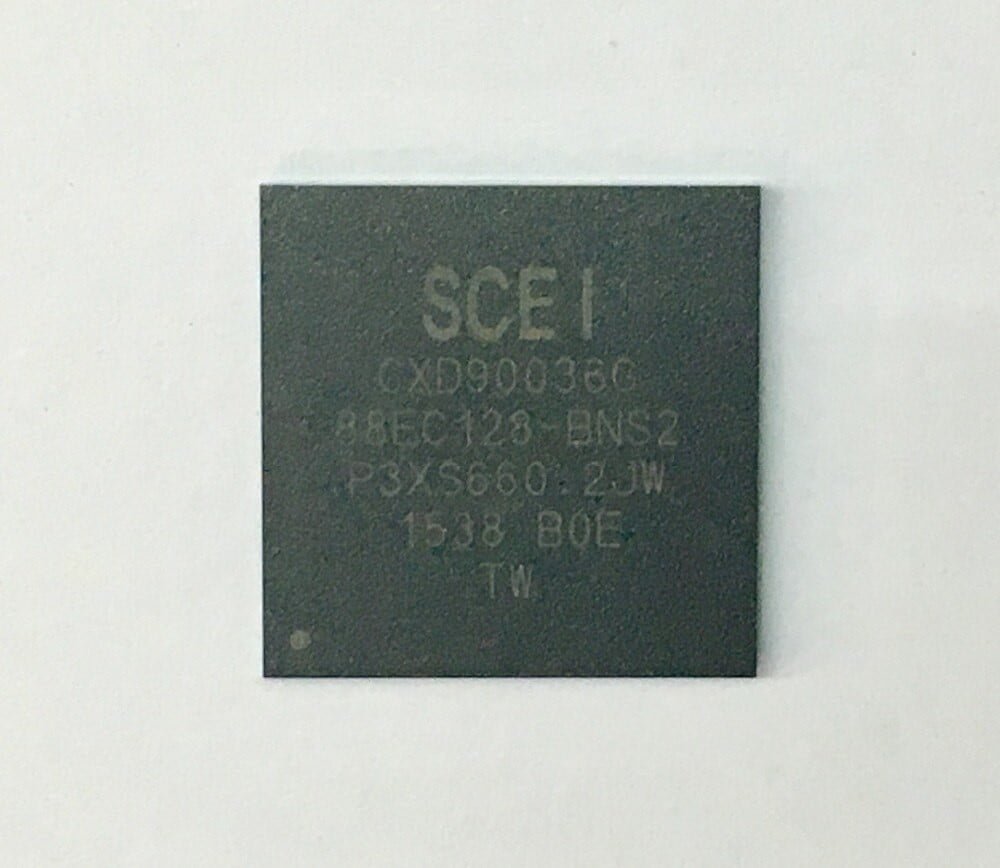 SCEI
CXD90036G
88EC128-BNS2
P3XS660.2JW
1538 B0E
TW